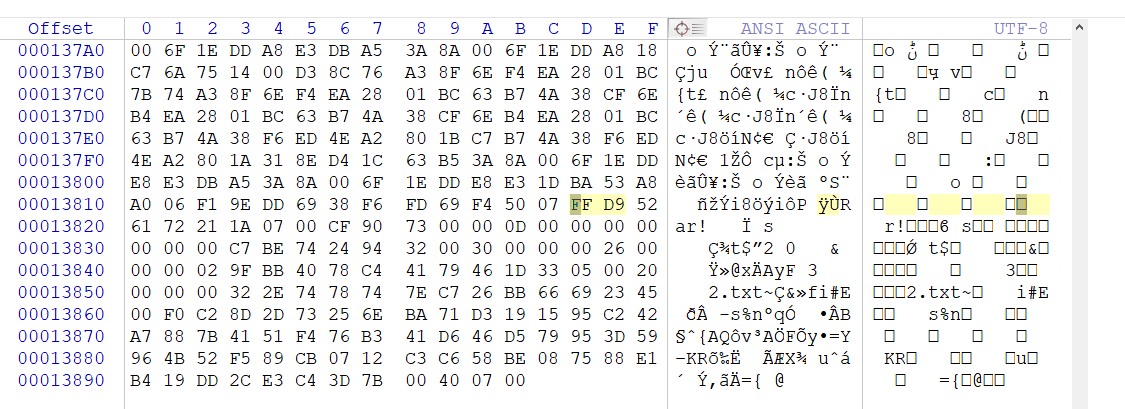 Offset 0 1 2 3 4 5 6 7 8 9 A B C D E F ANSI ASCII UTF-8
000137A0 00 6F 1E DD A8 E3 DB A5 3A 8A 00 6F 1E DD A8 18 o Ý¨ãÛ¥:Š o Ý¨
000137B0 C7 6A 75 14 00 D3 8C 76 A3 8F 6E F4 EA 28 01 BC Çju ÓŒv£ nôê( ¼
000137C0 7B 74 A3 8F 6E F4 EA 28 01 BC 63 B7 4A 38 CF 6E {t£ nôê( ¼c·J8Ïn
000137D0 B4 EA 28 01 BC 63 B7 4A 38 CF 6E B4 EA 28 01 BC ´ê( ¼c·J8Ïn´ê( ¼
000137E0 63 B7 4A 38 F6 ED 4E A2 80 1B C7 B7 4A 38 F6 ED c·J8öíN¢€ Ç·J8öí
000137F0 4E A2 80 1A 31 8E D4 1C 63 B5 3A 8A 00 6F 1E DD N¢€ 1ŽÔ cµ:Š o Ý
00013800 E8 E3 DB A5 3A 8A 00 6F 1E DD E8 E3 1D BA 53 A8 èãÛ¥:Š o Ýèã ºS¨
00013810 A0 06 F1 9E DD 69 38 F6 FD 69 F4 50 07 FF D9 52 ñžÝi8öýiôP ÿÙR
00013820 61 72 21 1A 07 00 CF 90 73 00 00 0D 00 00 00 00 ar! Ï s
00013830 00 00 00 00 C7 BE 74 24 94 32 00 30 00 00 00 26 00 Ç¾t$”2 0 &
00013840 00 00 02 9F BB 40 78 C4 41 79 46 1D 33 05 00 20 Ÿ»@xÄAyF 3
00013850 00 00 00 32 2E 74 78 74 7E C7 26 BB 66 69 23 45 2.txt~Ç&»fi#E
00013860 00 F0 C2 8D 2D 73 25 6E BA 71 D3 19 15 95 C2 42 ðÂ -s%nºqÓ •ÂB
00013870 A7 88 7B 41 51 F4 76 B3 41 D6 46 D5 79 95 3D 59 §ˆ{AQôv³AÖFÕy•=Y
00013880 96 4B 52 F5 89 CB 07 12 C3 C6 58 BE 08 75 88 E1 –KRõ‰Ë ÃÆX¾ uˆá
00013890 B4 19 DD 2C E3 C4 3D 7B 00 40 07 00 ´ Ý,ãÄ={ @